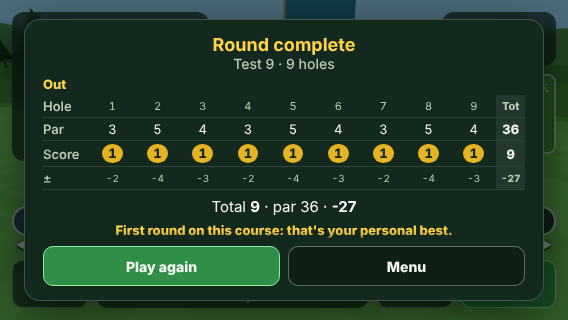 Round complete
Test 9 · 9 holes
Out
Hole 1 2 3 4 5 6 7 8 9 Tot
Par 3 5 4 3 5 4 3 5 4 36
Score 1 1 1 1 1 1 1 1 1 9
± -2 -4 -3 -2 -4 -3 -2 -4 -3 -27
Total 9 · par 36 · -27
First round on this course: that's your personal best.
Play again Menu